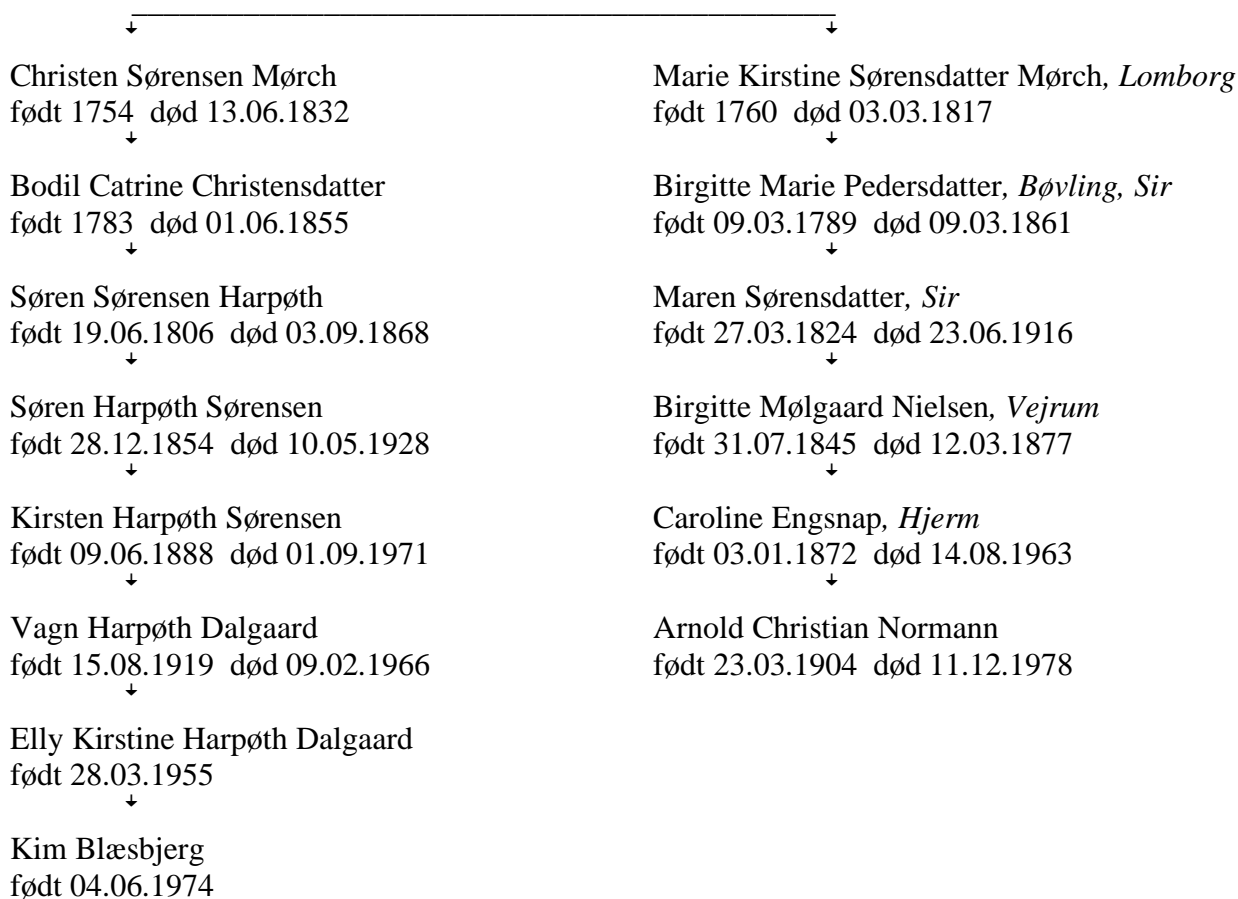 Christen Sørensen Mørch
født 1754 død 13.06.1832
Bodil Catrine Christensdatter
født 1783 død 01.06.1855
Søren Sørensen Harpøth
født 19.06.1806 død 03.09.1868
Søren Harpøth Sørensen
født 28.12.1854 død 10.05.1928
Kirsten Harpøth Sørensen
født 09.06.1888 død 01.09.1971
Vagn Harpøth Dalgaard
født 15.08.1919 død 09.02.1966
Elly Kirstine Harpøth Dalgaard
født 28.03.1955
Kim Blæsbjerg
født 04.06.1974
Marie Kirstine Sørensdatter Mørch, Lomborg
født 1760 død 03.03.1817
Birgitte Marie Pedersdatter, Bøvling, Sir
født 09.03.1789 død 09.03.1861
Maren Sørensdatter, Sir
født 27.03.1824 død 23.06.1916
Birgitte Mølgaard Nielsen, Vejrum
født 31.07.1845 død 12.03.1877
Caroline Engsnap, Hjerm
født 03.01.1872 død 14.08.1963
Arnold Christian Normann
født 23.03.1904 død 11.12.1978